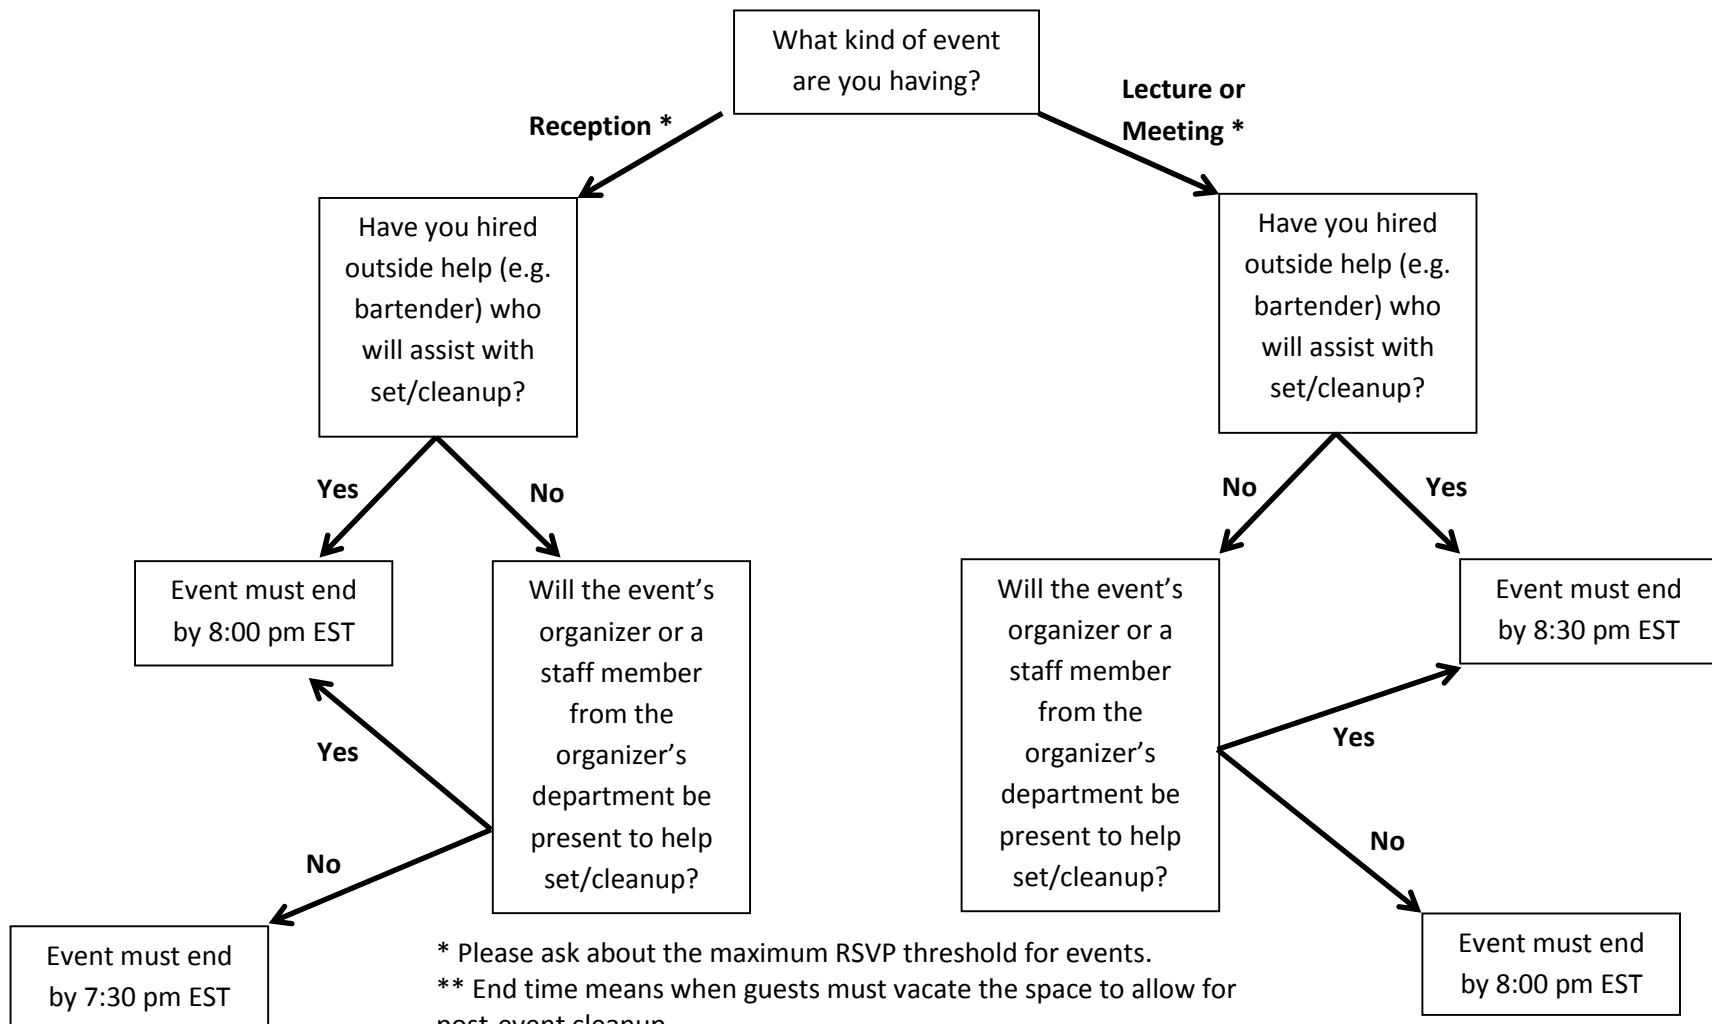 What kind of event
are you having?
Reception *
Lecture or
Meeting *
Have you hired
outside help (e.g.
bartender) who
will assist with
set/cleanup?
Have you hired
outside help (e.g.
bartender) who
will assist with
set/cleanup?
Yes
No
No
Yes
Event must end
by 8:00 pm EST
Will the event’s
organizer or a
staff member
from the
organizer’s
department be
present to help
set/cleanup?
Will the event’s
organizer or a
staff member
from the
organizer’s
department be
present to help
set/cleanup?
Event must end
by 8:30 pm EST
Yes
No
Yes
No
Event must end
by 7:30 pm EST
* Please ask about the maximum RSVP threshold for events.
** End time means when guests must vacate the space to allow for
post-event cleanup
Event must end
by 8:00 pm EST